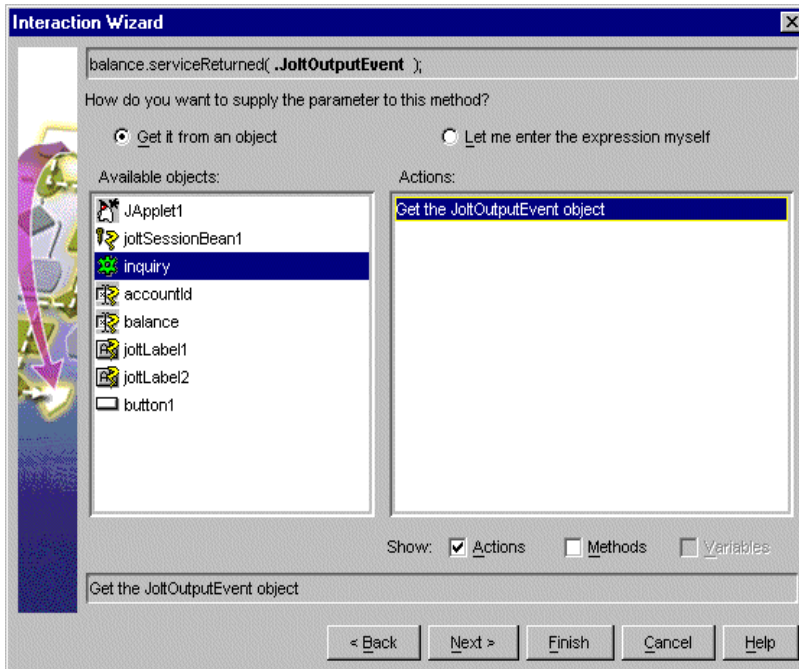 Interaction Wizard
balance.serviceReturned( .JoltOutputEvent );
How do you want to supply the parameter to this method?
Get it from an object
Let me enter the expression myself
Available objects:
Actions:
JApplet1
joltSessionBean1
inquiry
accountId
balance
joltLabel1
joltLabel2
button1
Get the JoltOutputEvent object
Show: Actions Methods Variables
Get the JoltOutputEvent object
< Back Next > Finish Cancel Help